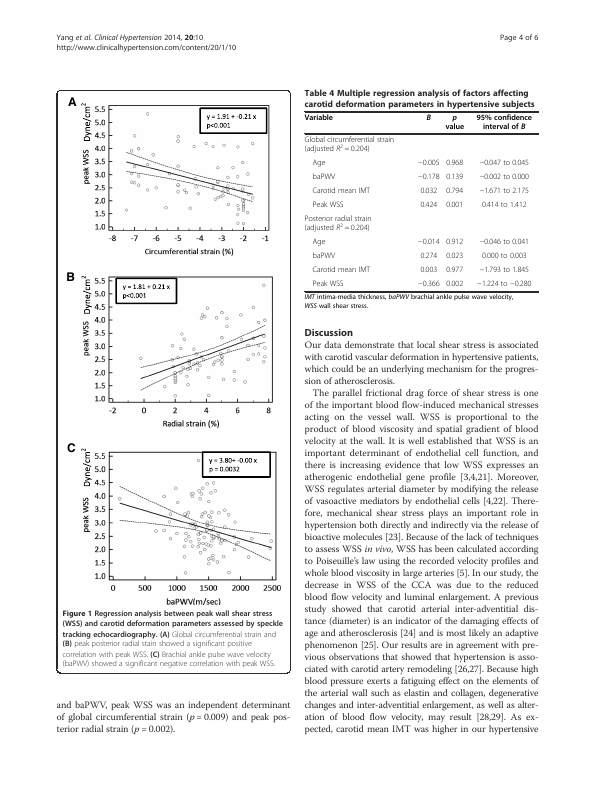 Yang et al. Clinical Hypertension 2014, 20:10
http://www.clinicalhypertension.com/content/20/1/10
Page 4 of 6
A
peak WSS Dyne/cm²
5.5
5.0
4.5
4.0
3.5
3.0
2.5
2.0
1.5
1.0
y = 1.91 + -0.21 x
p<0.001
-8 -7 -6 -5 -4 -3 -2 -1
Circumferential strain (%)
B
peak WSS Dyne/cm²
5.5
5.0
4.5
4.0
3.5
3.0
2.5
2.0
1.5
1.0
y = 1.81 + 0.21 x
p<0.001
-2 0 2 4 6 8
Radial strain (%)
C
peak WSS Dyne/cm²
5.5
5.0
4.5
4.0
3.5
3.0
2.5
2.0
1.5
1.0
y = 3.80+ -0.00 x
p = 0.0032
0 500 1000 1500 2000 2500
baPWV(m/sec)
Figure 1 Regression analysis between peak wall shear stress
(WSS) and carotid deformation parameters assessed by speckle
tracking echocardiography. (A) Global circumferential strain and
(B) peak posterior radial stain showed a significant positive
correlation with peak WSS. (C) Brachial ankle pulse wave velocity
(baPWV) showed a significant negative correlation with peak WSS.
and baPWV, peak WSS was an independent determinant
of global circumferential strain (p = 0.009) and peak pos-
terior radial strain (p = 0.002).
Table 4 Multiple regression analysis of factors affecting
carotid deformation parameters in hypertensive subjects
Variable B p value 95% confidence interval of B
Global circumferential strain
(adjusted R² = 0.204)
Age −0.005 0.968 −0.047 to 0.045
baPWV −0.178 0.139 −0.002 to 0.000
Carotid mean IMT 0.032 0.794 −1.671 to 2.175
Peak WSS 0.424 0.001 0.414 to 1.412
Posterior radial strain
(adjusted R² = 0.204)
Age −0.014 0.912 −0.046 to 0.041
baPWV 0.274 0.023 0.000 to 0.003
Carotid mean IMT 0.003 0.977 −1.793 to 1.845
Peak WSS −0.366 0.002 −1.224 to −0.280
IMT intima-media thickness, baPWV brachial ankle pulse wave velocity,
WSS wall shear stress.
Discussion
Our data demonstrate that local shear stress is associated
with carotid vascular deformation in hypertensive patients,
which could be an underlying mechanism for the progres-
sion of atherosclerosis.
The parallel frictional drag force of shear stress is one
of the important blood flow-induced mechanical stresses
acting on the vessel wall. WSS is proportional to the
product of blood viscosity and spatial gradient of blood
velocity at the wall. It is well established that WSS is an
important determinant of endothelial cell function, and
there is increasing evidence that low WSS expresses an
atherogenic endothelial gene profile [3,4,21]. Moreover,
WSS regulates arterial diameter by modifying the release
of vasoactive mediators by endothelial cells [4,22]. There-
fore, mechanical shear stress plays an important role in
hypertension both directly and indirectly via the release of
bioactive molecules [23]. Because of the lack of techniques
to assess WSS in vivo, WSS has been calculated according
to Poiseuille's law using the recorded velocity profiles and
whole blood viscosity in large arteries [5]. In our study, the
decrease in WSS of the CCA was due to the reduced
blood flow velocity and luminal enlargement. A previous
study showed that carotid arterial inter-adventitial dis-
tance (diameter) is an indicator of the damaging effects of
age and atherosclerosis [24] and is most likely an adaptive
phenomenon [25]. Our results are in agreement with pre-
vious observations that showed that hypertension is asso-
ciated with carotid artery remodeling [26,27]. Because high
blood pressure exerts a fatiguing effect on the elements of
the arterial wall such as elastin and collagen, degenerative
changes and inter-adventitial enlargement, as well as alter-
ation of blood flow velocity, may result [28,29]. As ex-
pected, carotid mean IMT was higher in our hypertensive